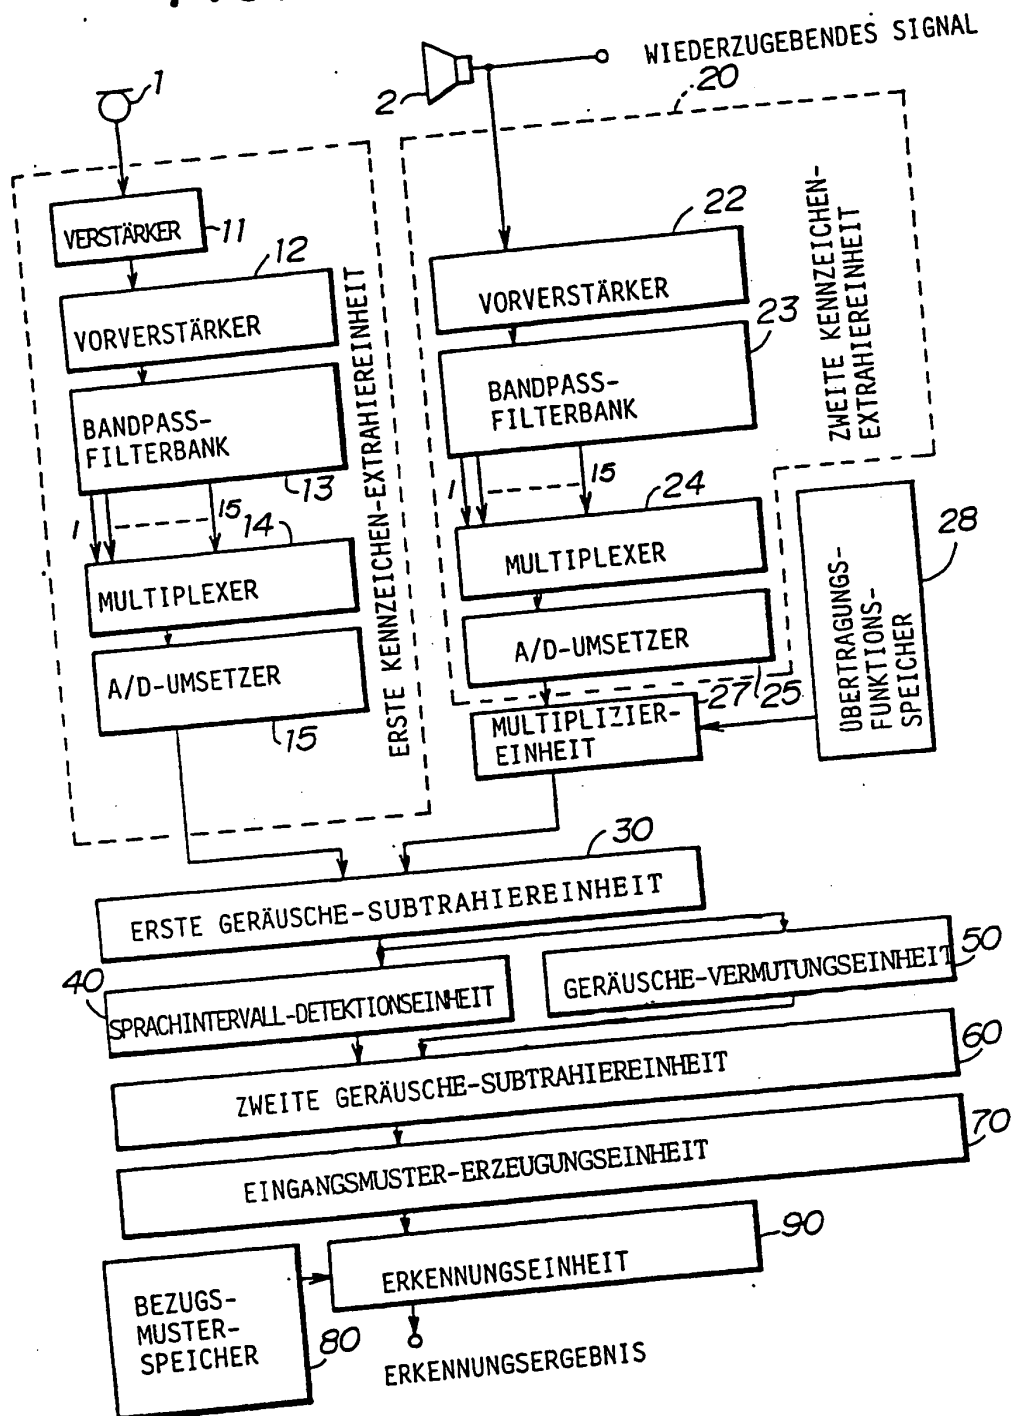 WIEDERZUGEBENDES SIGNAL
1
2
20
VERSTÄRKER
11
12
VORVERSTÄRKER
BANDPASS-
FILTERBANK
13
1
15
14
MULTIPLEXER
A/D-UMSETZER
15
ERSTE KENNZEICHEN-EXTRAHIEREINHEIT
22
VORVERSTÄRKER
23
BANDPASS-
FILTERBANK
1
15
24
MULTIPLEXER
A/D-UMSETZER
25
ZWEITE KENNZEICHEN-
EXTRAHIEREINHEIT
27
MULTIPLIZIER-
EINHEIT
28
ÜBERTRAGUNGS-
FUNKTIONS-
SPEICHER
30
ERSTE GERÄUSCHE-SUBTRAHIEREINHEIT
40
SPRACHINTERVALL-DETEKTIONSEINHEIT
GERÄUSCHE-VERMUTUNGSEINHEIT
50
ZWEITE GERÄUSCHE-SUBTRAHIEREINHEIT
60
EINGANGSMUSTER-ERZEUGUNGSEINHEIT
70
ERKENNUNGSEINHEIT
90
BEZUGS-
MUSTER-
SPEICHER
80
ERKENNUNGSERGEBNIS